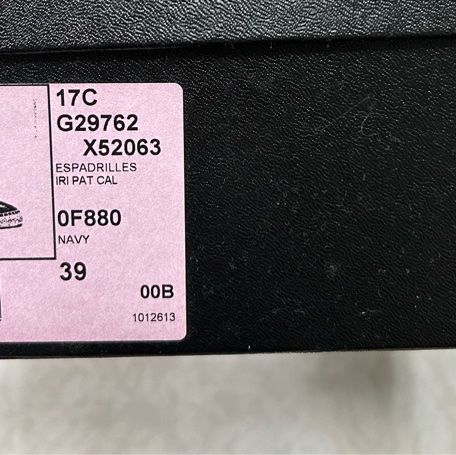 17C
G29762
X52063
ESPADRILLES
IRI PAT CAL
0F880
NAVY
39
00B
1012613